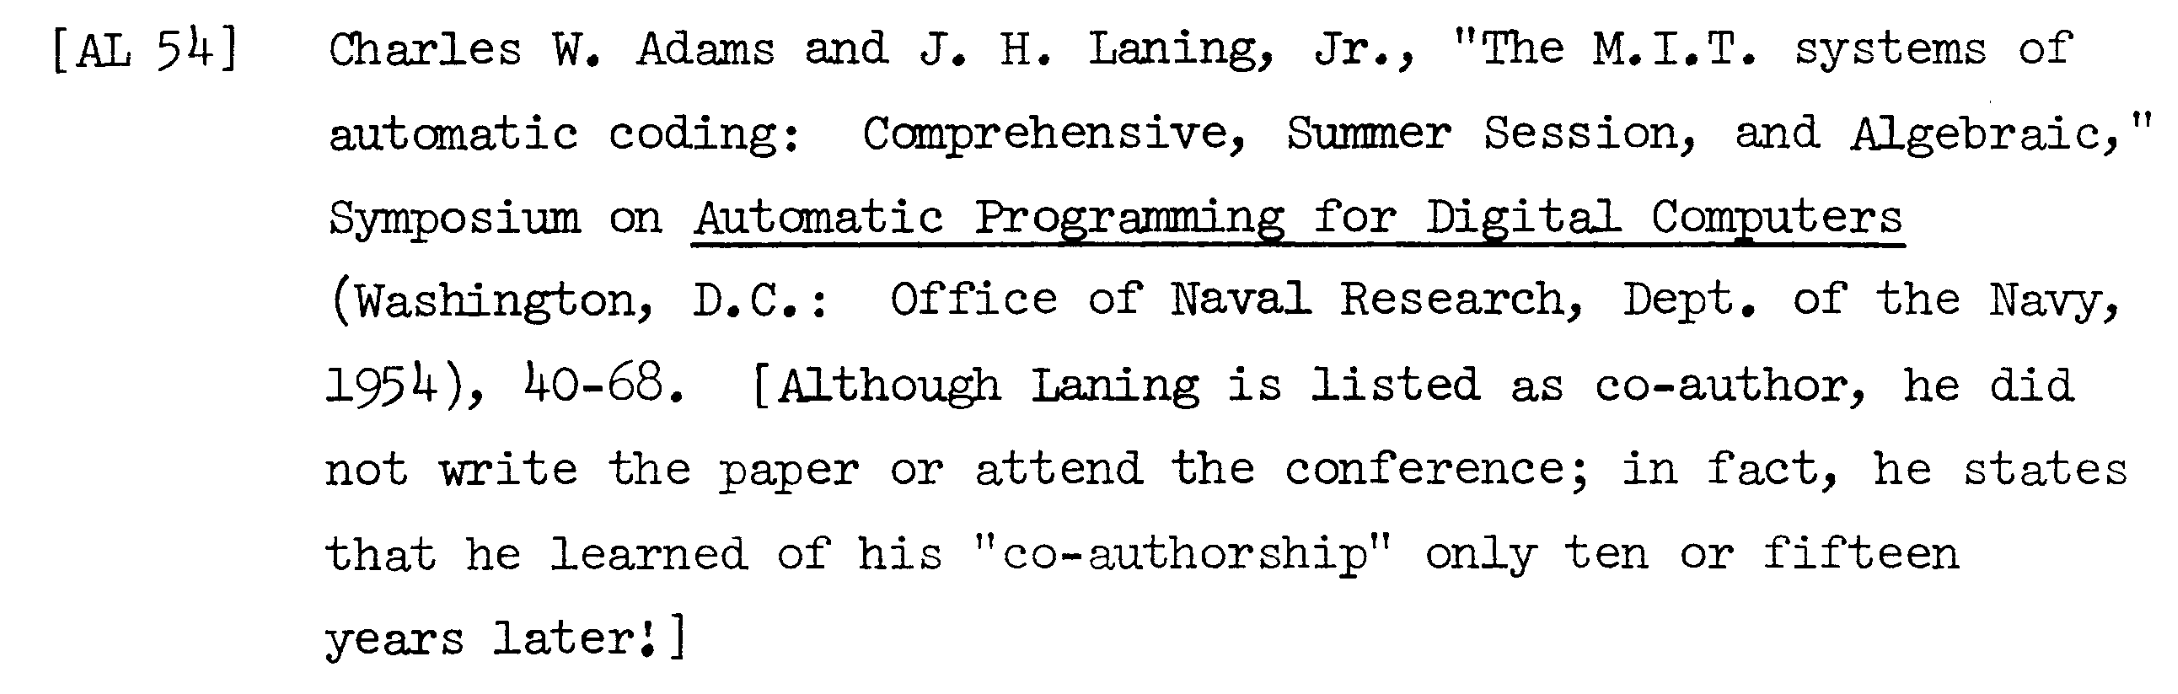 [AL 54] Charles W. Adams and J. H. Laning, Jr., "The M.I.T. systems of
automatic coding: Comprehensive, Summer Session, and Algebraic,"
Symposium on Automatic Programming for Digital Computers
(Washington, D.C.: Office of Naval Research, Dept. of the Navy,
1954), 40-68. [Although Laning is listed as co-author, he did
not write the paper or attend the conference; in fact, he states
that he learned of his "co-authorship" only ten or fifteen
years later!]